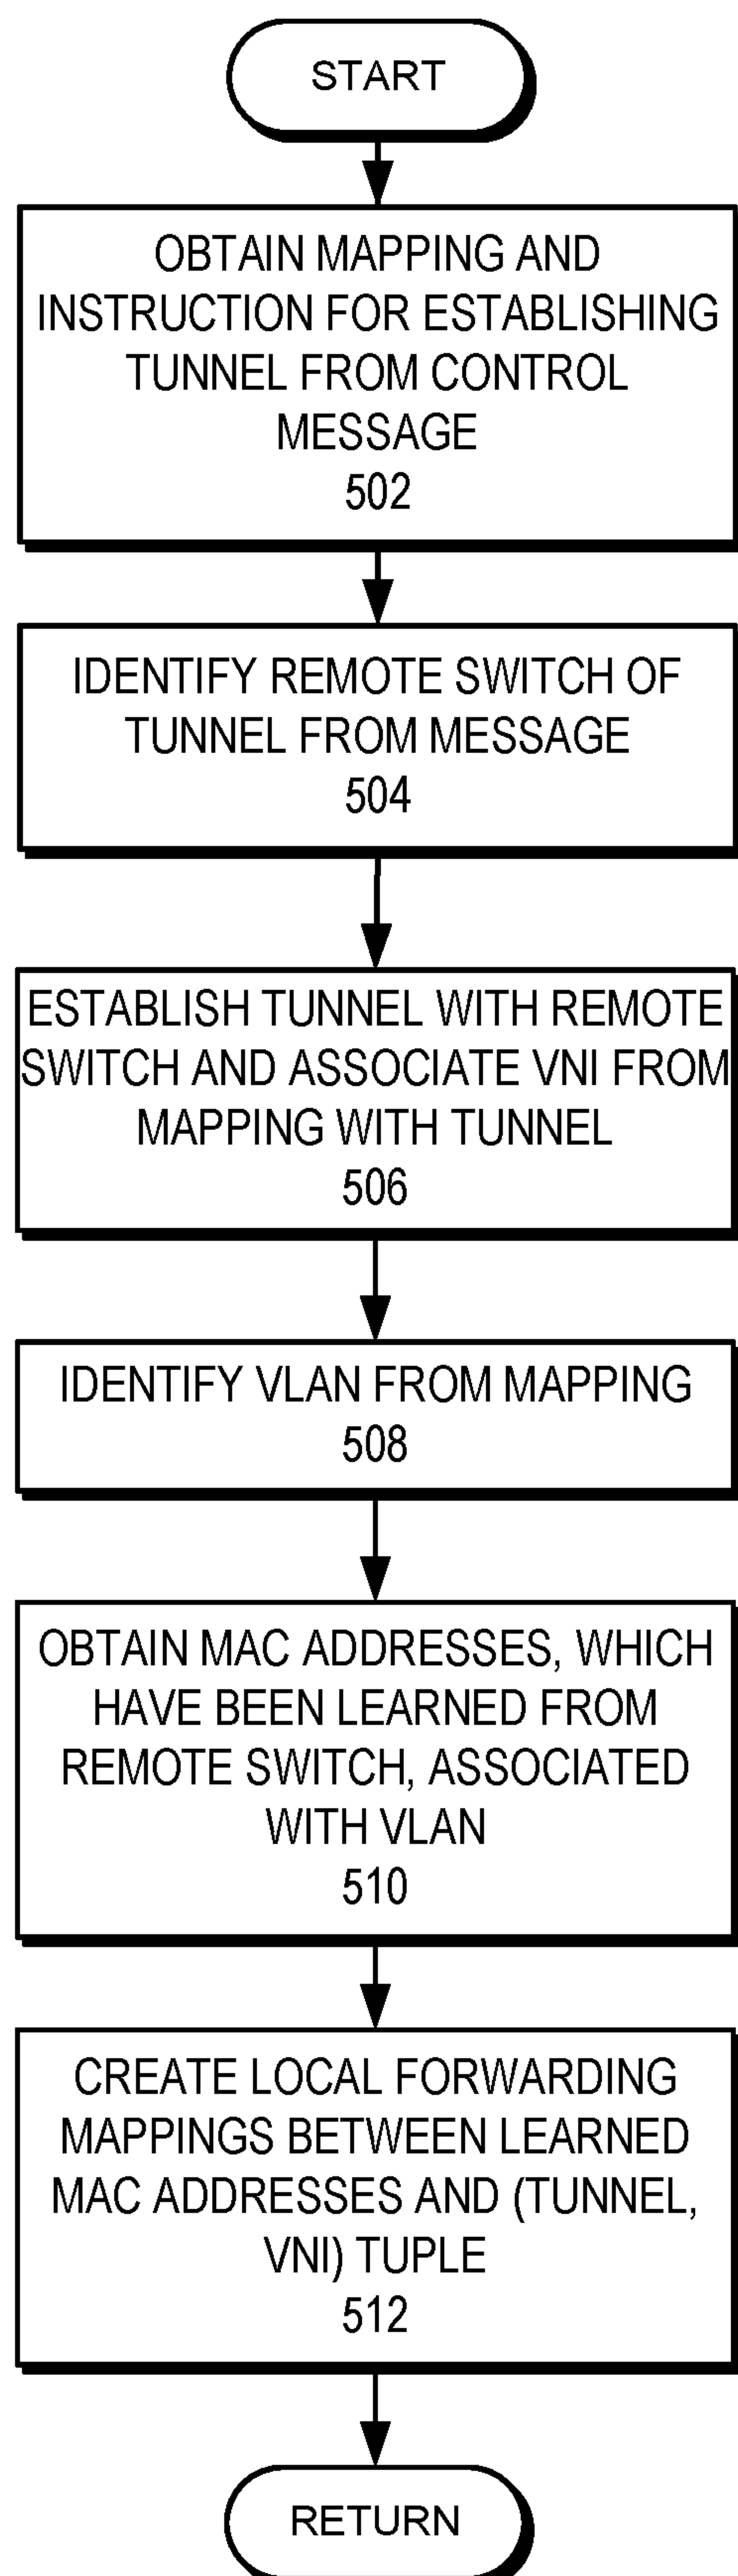 START
OBTAIN MAPPING AND
INSTRUCTION FOR ESTABLISHING
TUNNEL FROM CONTROL
MESSAGE
502
IDENTIFY REMOTE SWITCH OF
TUNNEL FROM MESSAGE
504
ESTABLISH TUNNEL WITH REMOTE
SWITCH AND ASSOCIATE VNI FROM
MAPPING WITH TUNNEL
506
IDENTIFY VLAN FROM MAPPING
508
OBTAIN MAC ADDRESSES, WHICH
HAVE BEEN LEARNED FROM
REMOTE SWITCH, ASSOCIATED
WITH VLAN
510
CREATE LOCAL FORWARDING
MAPPINGS BETWEEN LEARNED
MAC ADDRESSES AND (TUNNEL,
VNI) TUPLE
512
RETURN